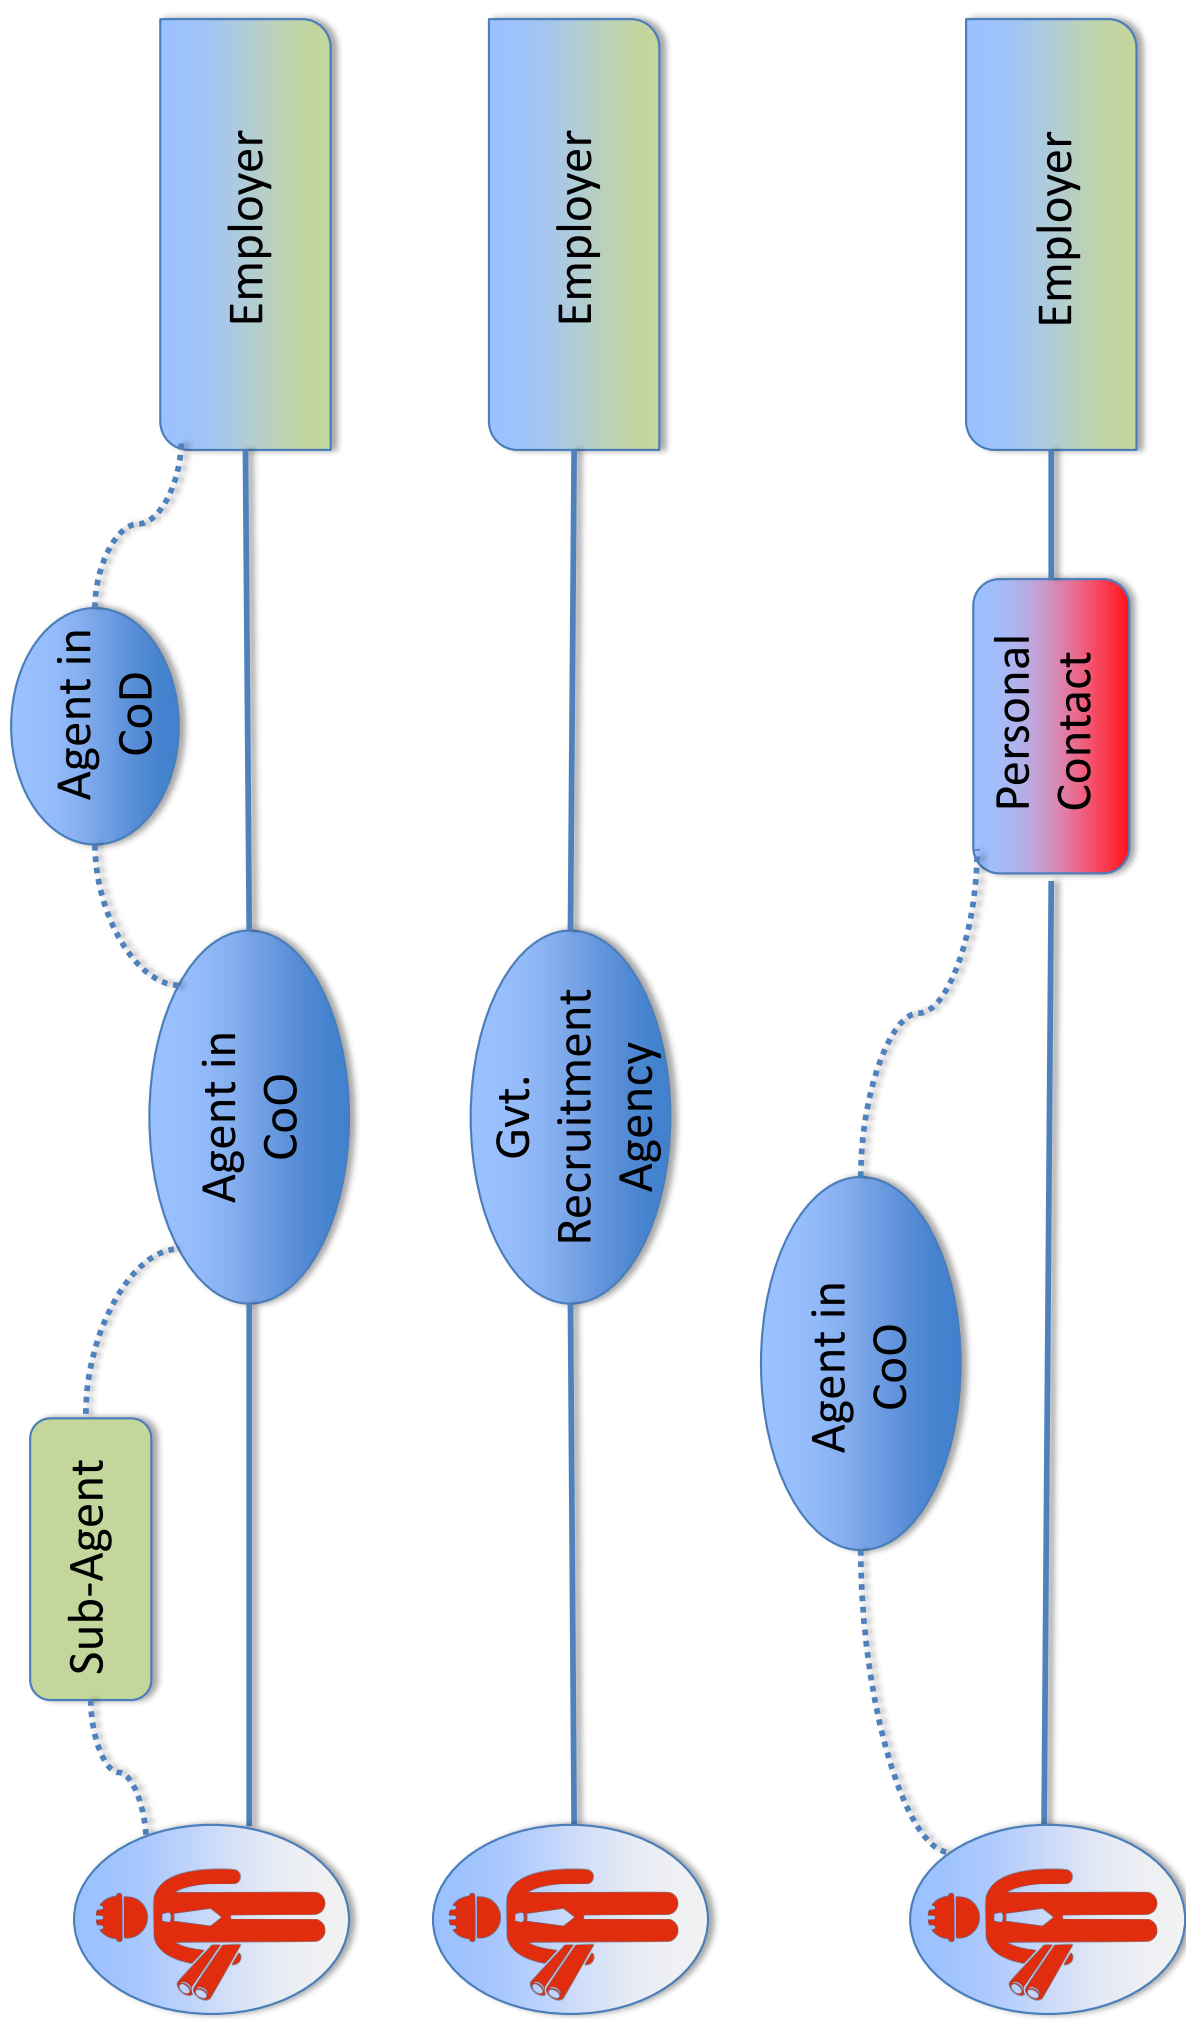 Sub-Agent
Agent in
CoO
Agent in
CoD
Employer
Gvt.
Recruitment
Agency
Employer
Agent in
CoO
Personal
Contact
Employer